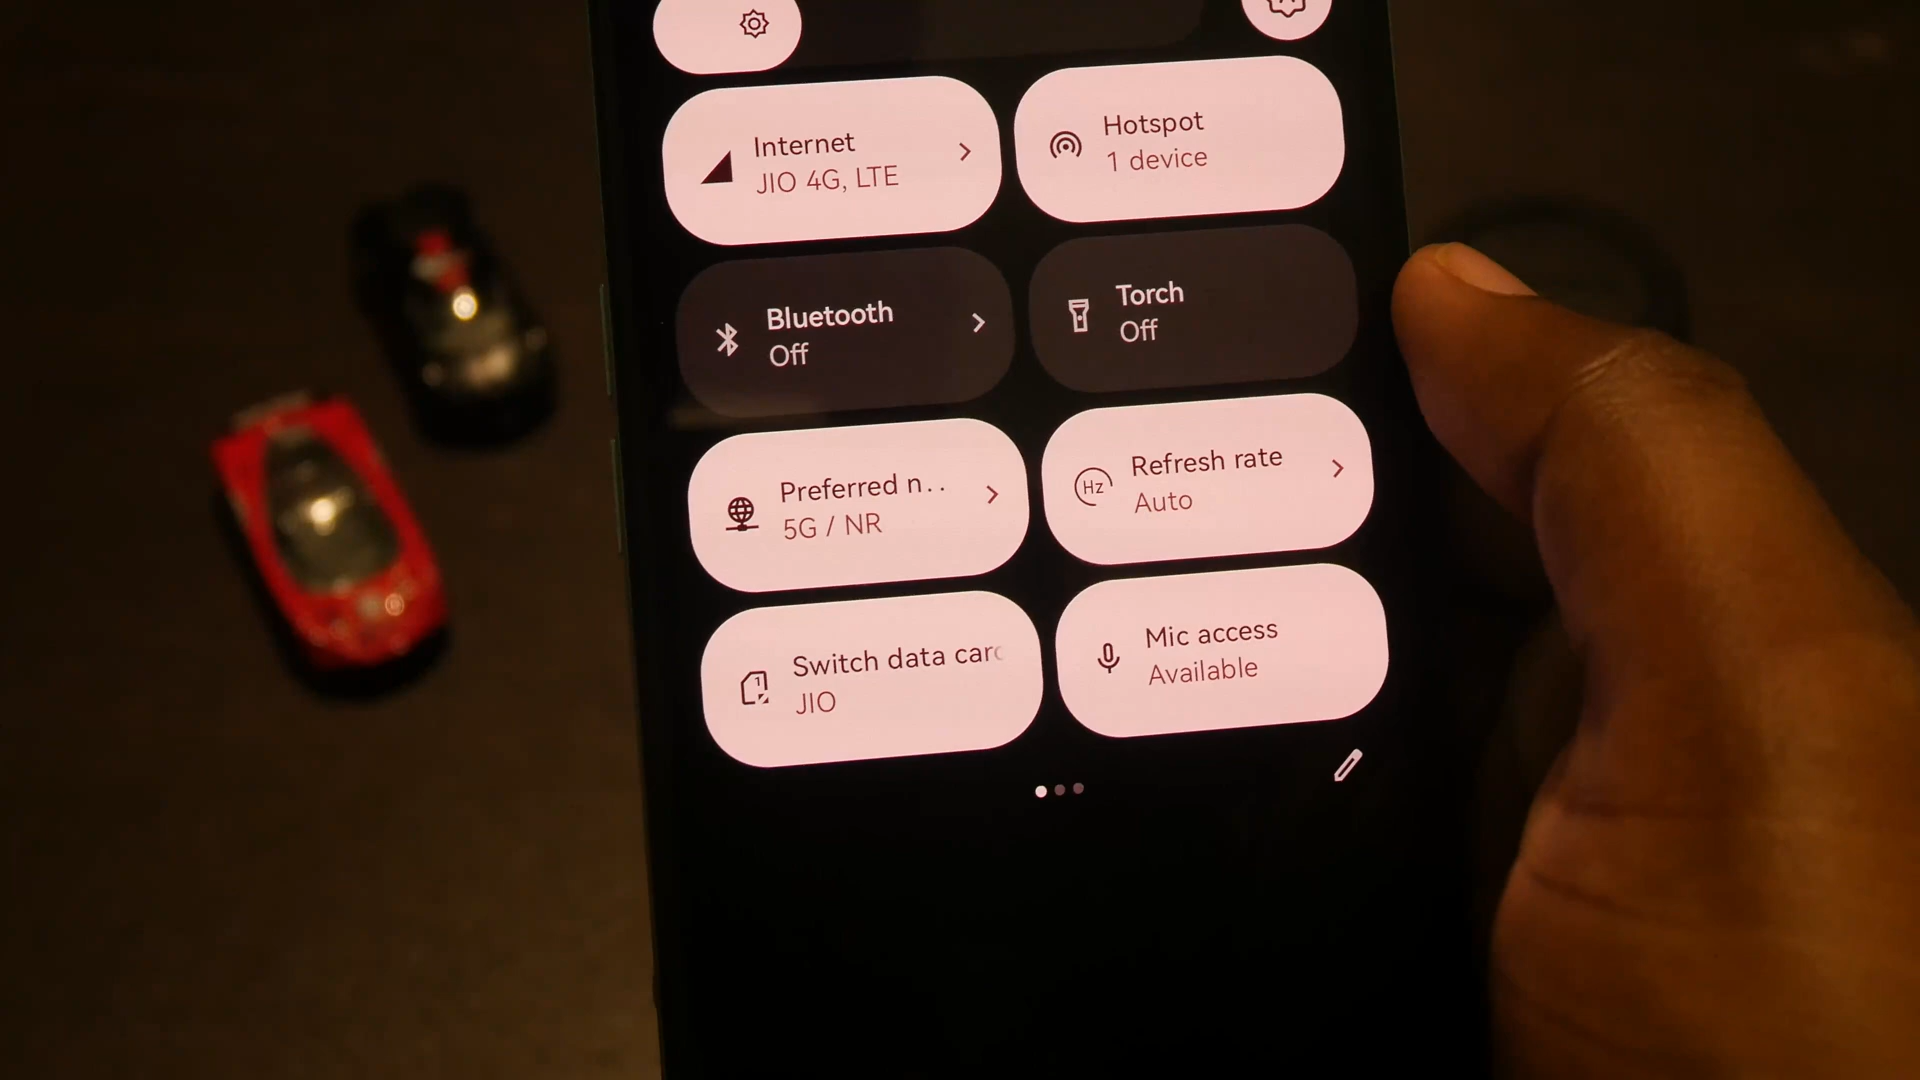 Internet
JIO 4G, LTE
Hotspot
1 device
Bluetooth
Off
Torch
Off
Preferred n..
5G / NR
Hz
Refresh rate
Auto
Switch data carc
JIO
1
Mic access
Available